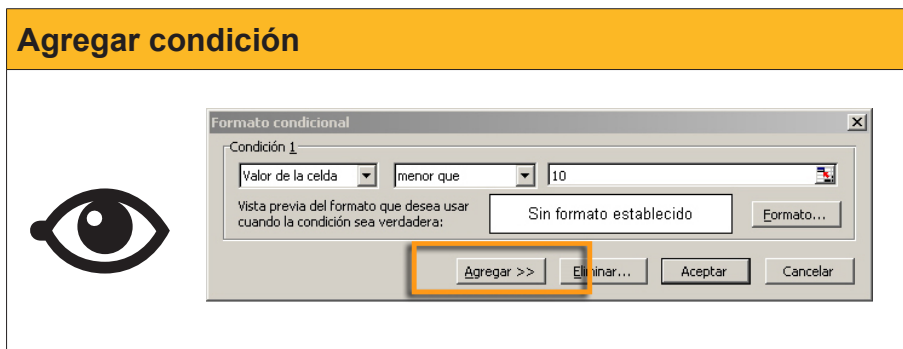 Agregar condición
Formato condicional
Condición 1
Valor de la celda menor que 10
Vista previa del formato que desea usar
cuando la condición sea verdadera:
Sin formato establecido
Formato...
Agregar >> Eliminar... Aceptar Cancelar